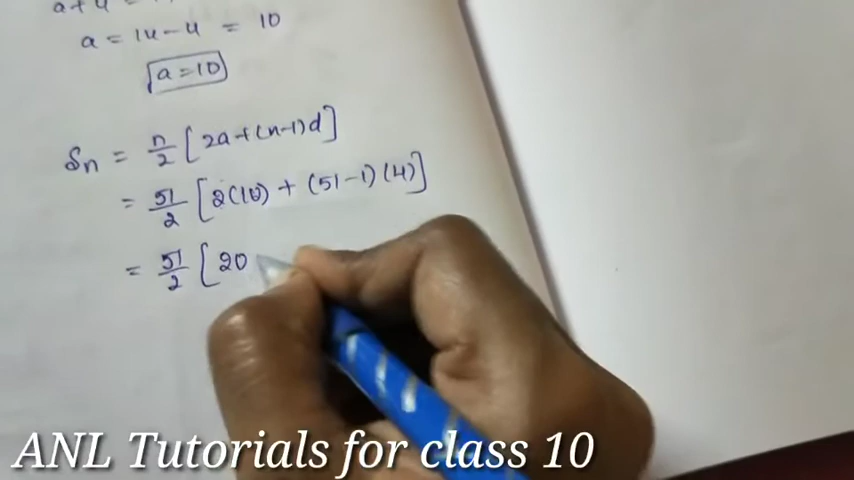 a+4 =
a = 14-4 = 10
a=10
Sn = n/2 [2a+(n-1)d]
= 51/2 [2(10) + (51-1)(4)]
= 51/2 [20
ANL Tutorials for class 10